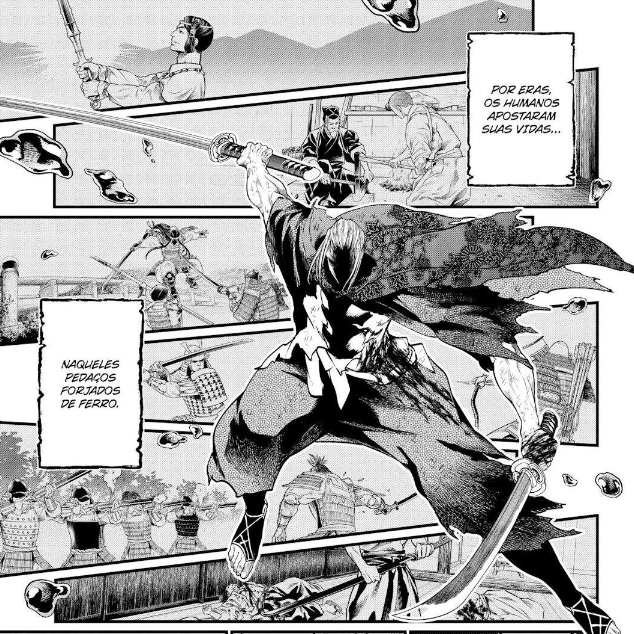 POR ERAS,
OS HUMANOS
APOSTARAM
SUAS VIDAS...
NAQUELES
PEDAÇOS
FORJADOS
DE FERRO.